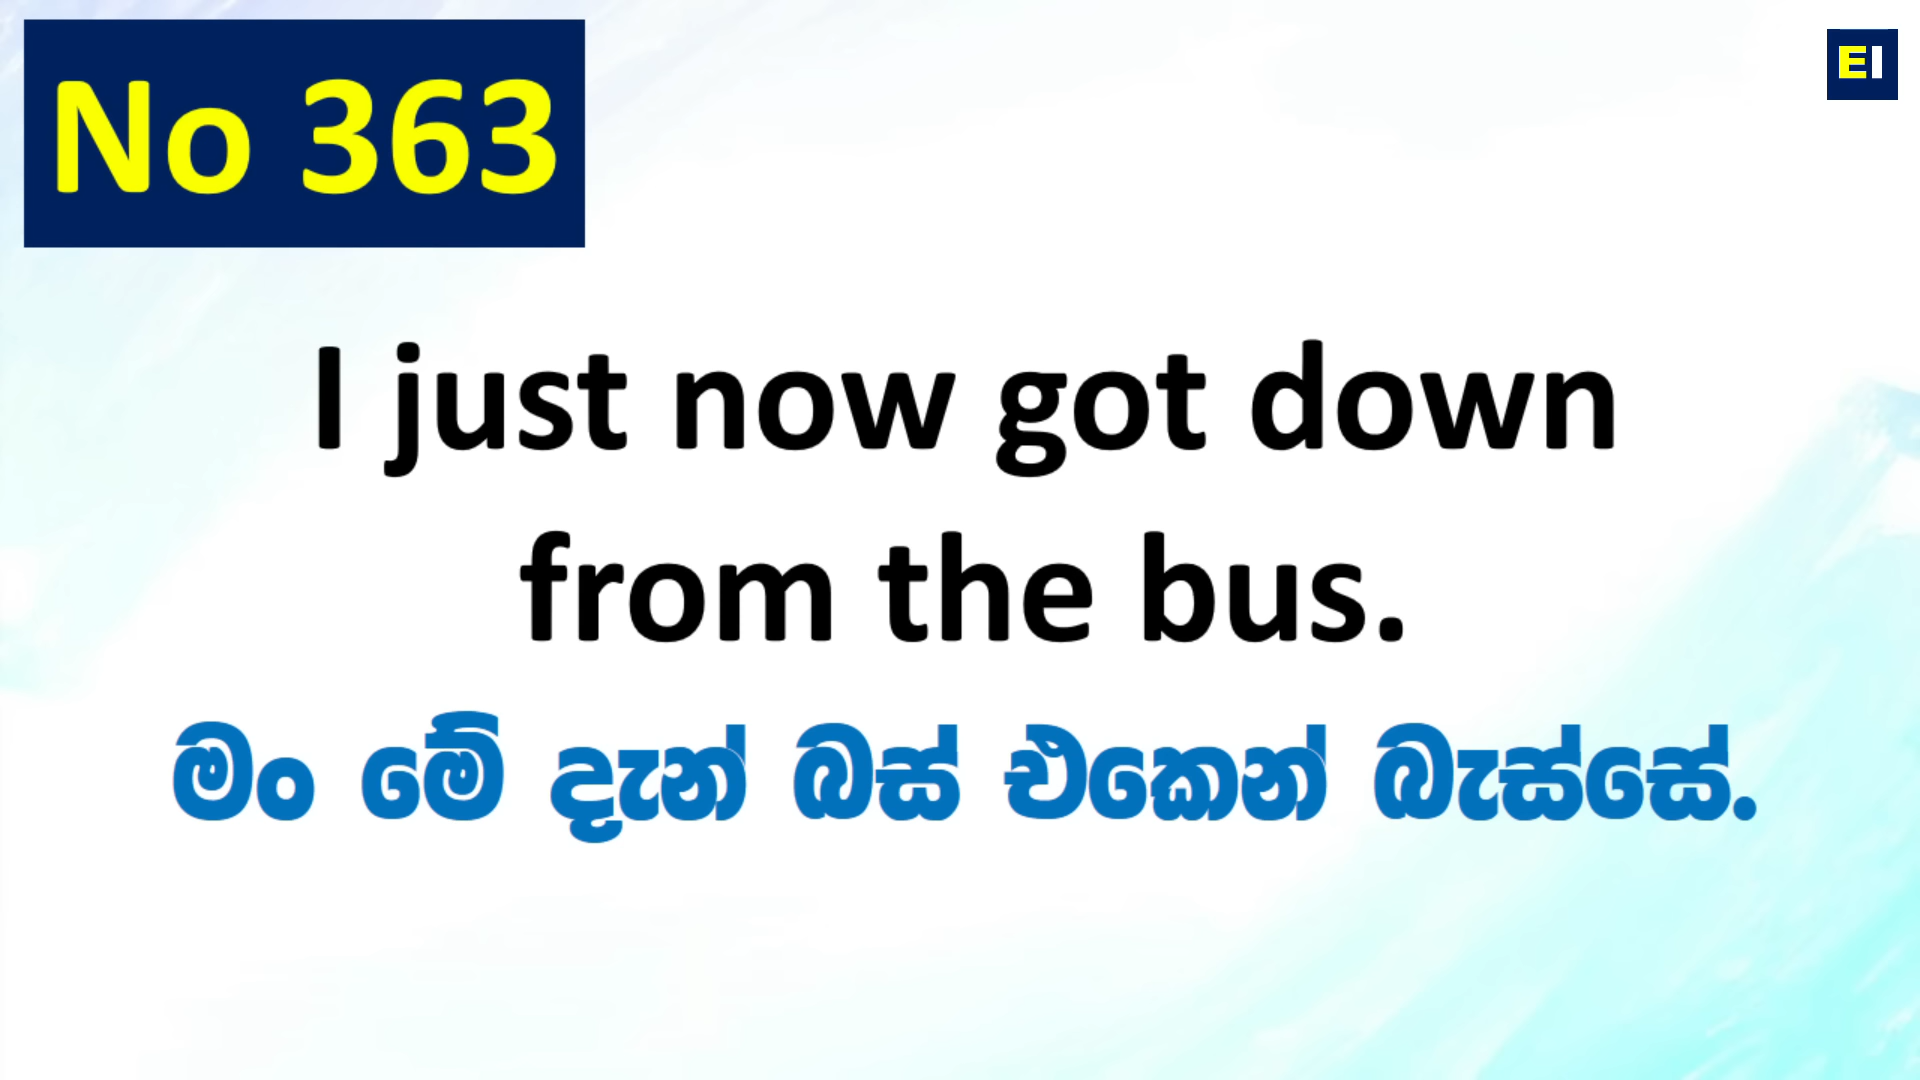 No 363
EI
I just now got down
from the bus.
මං මේ දැන් බස් එකෙන් බැස්සේ.